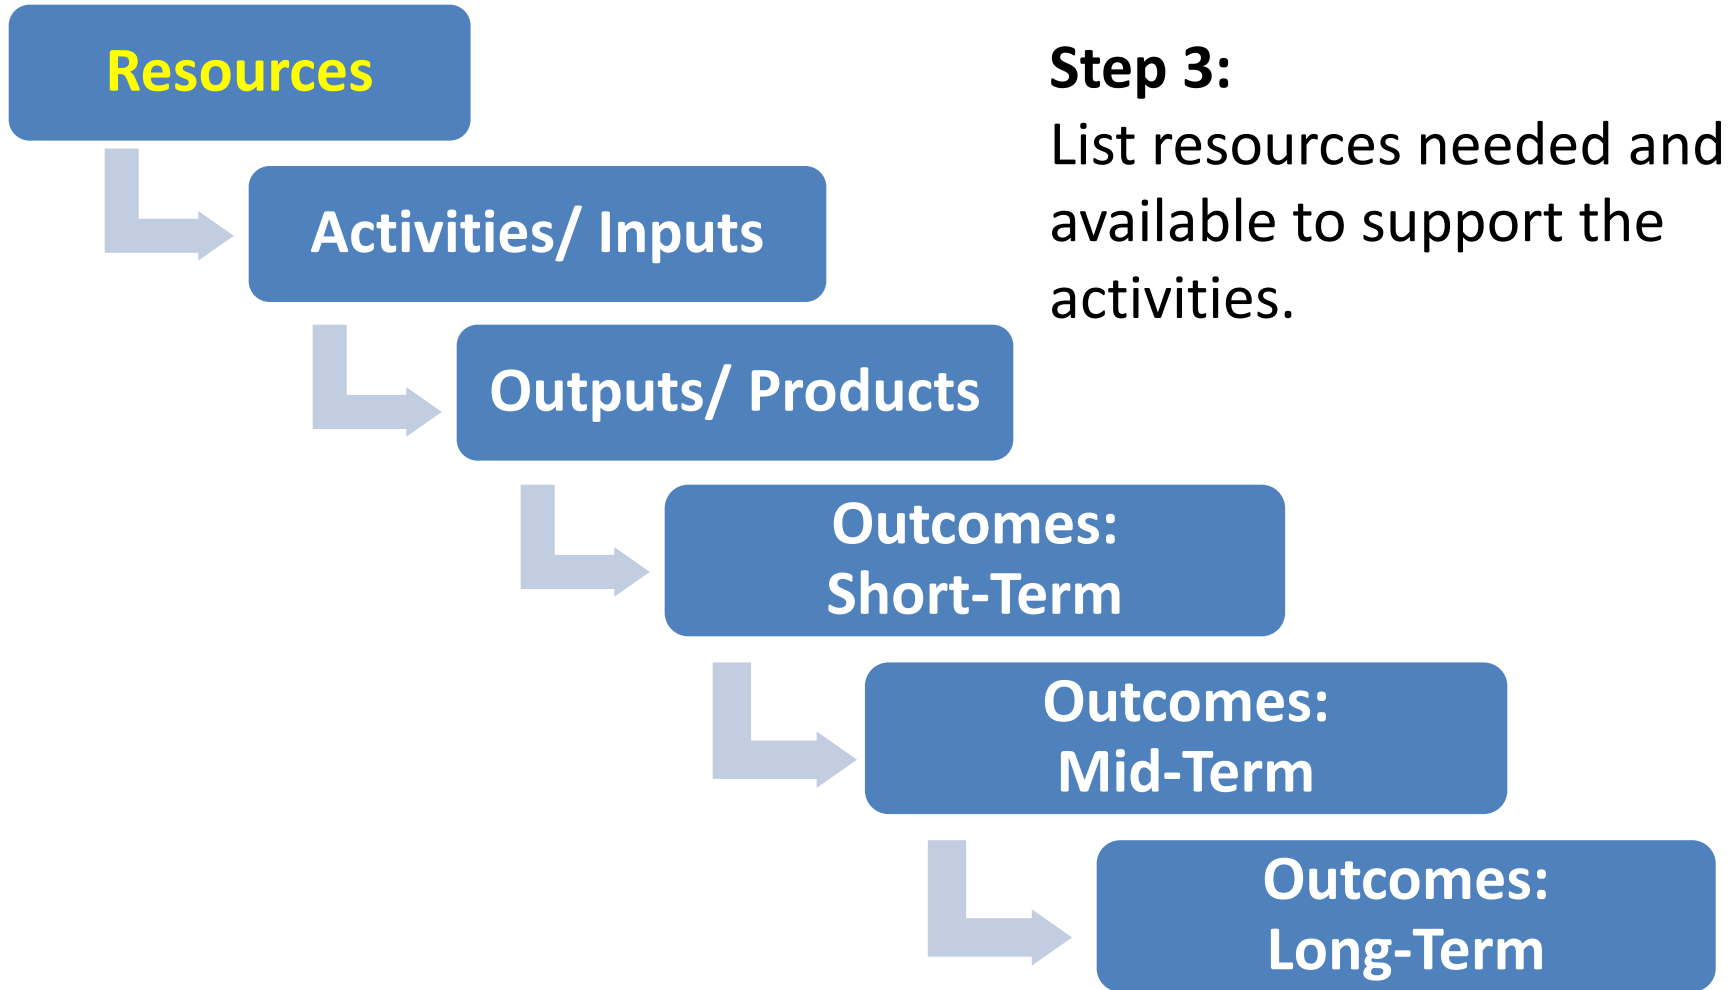 Resources
Step 3:
List resources needed and
available to support the
activities.
Activities/ Inputs
Outputs/ Products
Outcomes:
Short-Term
Outcomes:
Mid-Term
Outcomes:
Long-Term